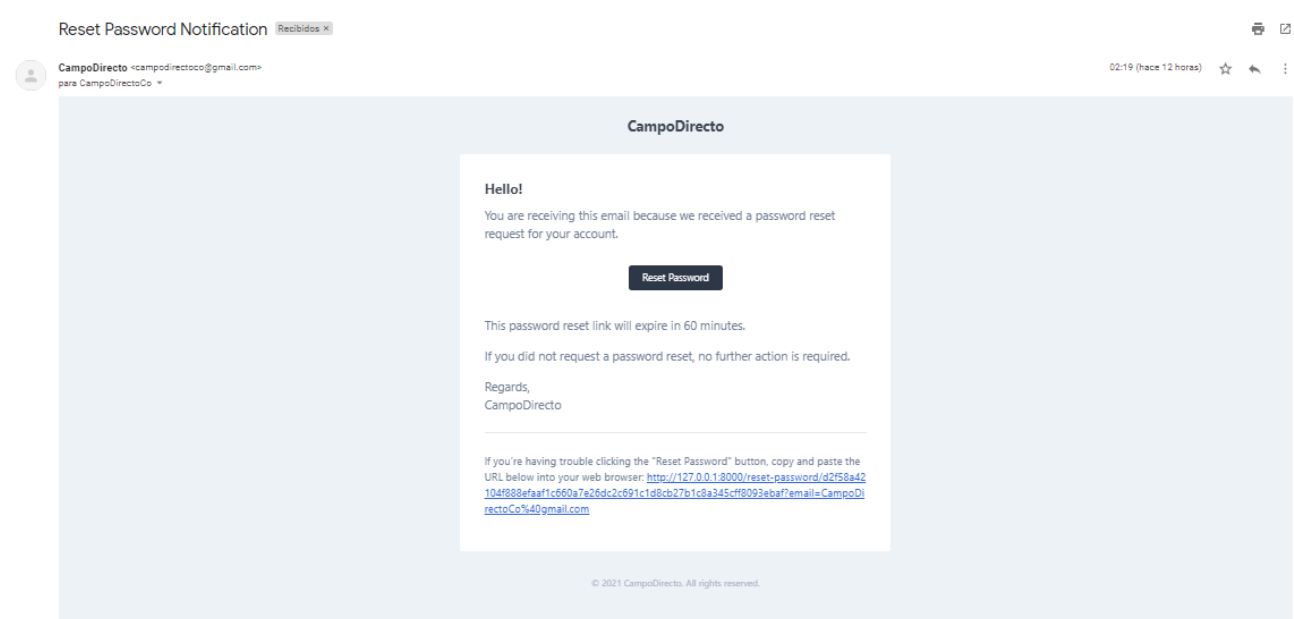 Reset Password Notification Recibidos ×
CampoDirecto <campodirectoco@gmail.com>
02:19 (hace 12 horas)
para CampoDirectoCo
CampoDirecto
Hello!
You are receiving this email because we received a password reset
request for your account.
Reset Password
This password reset link will expire in 60 minutes.
If you did not request a password reset, no further action is required.
Regards,
CampoDirecto
If you're having trouble clicking the "Reset Password" button, copy and paste the
URL below into your web browser: http://127.0.0.1:8000/reset-password/d2f58a42
104f888efaaf1c660a7e26dc2c691c1d8cb27b1c8a345cff8093ebaf?email=CampoDi
rectoCo%40gmail.com
© 2021 CampoDirecto. All rights reserved.